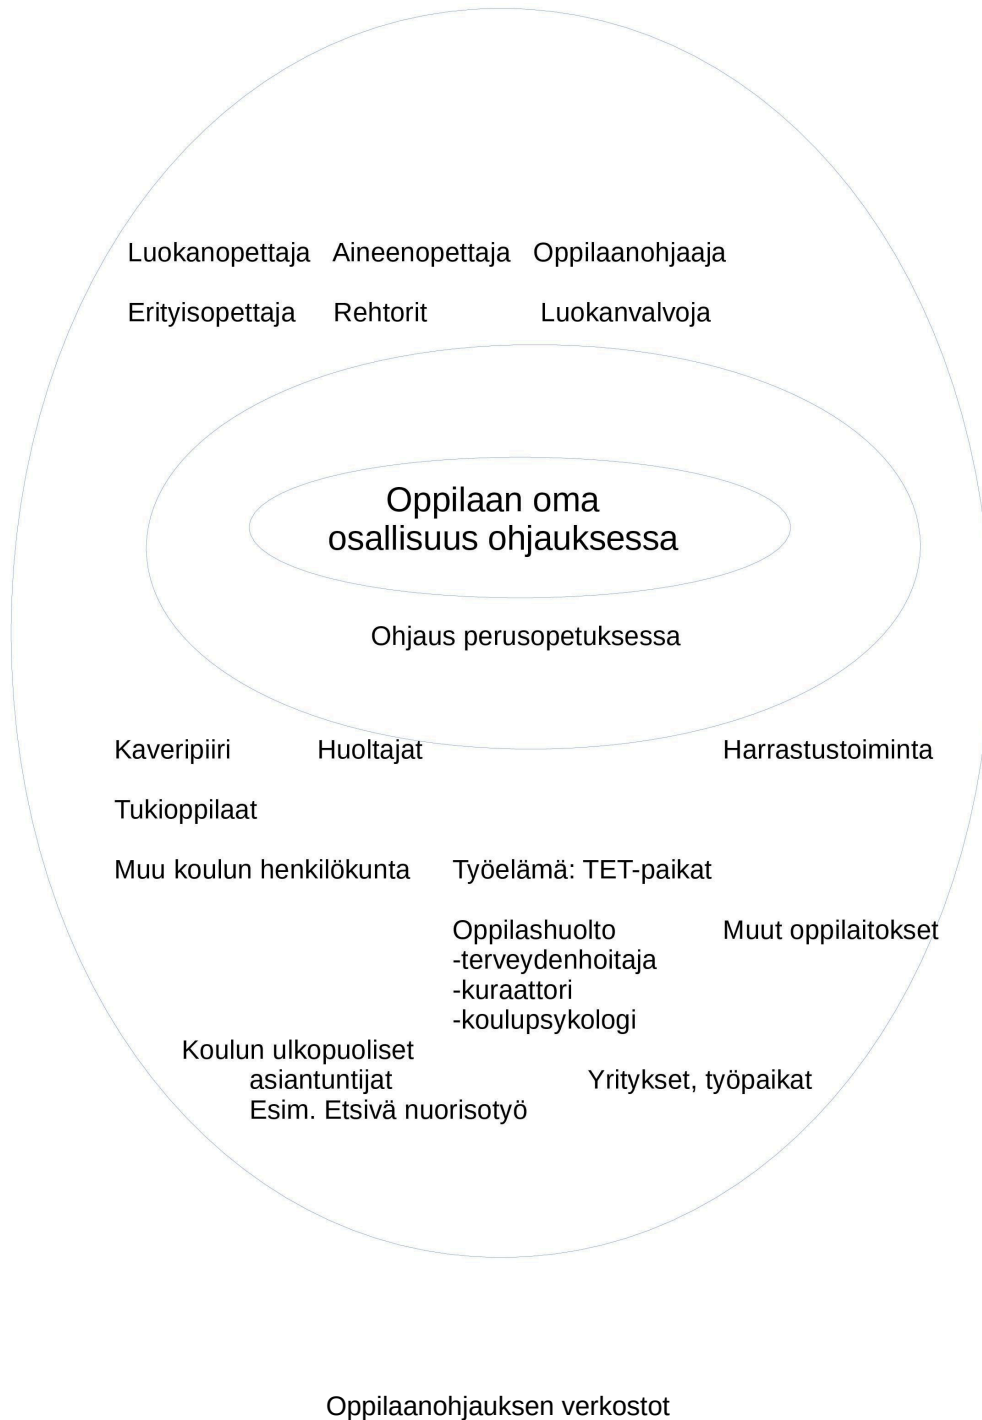 Luokanopettaja Aineenopettaja Oppilaanohjaaja
Erityisopettaja Rehtorit Luokanvalvoja
Oppilaan oma
osallisuus ohjauksessa
Ohjaus perusopetuksessa
Kaveripiiri Huoltajat Harrastustoiminta
Tukioppilaat
Muu koulun henkilökunta Työelämä: TET-paikat
Oppilashuolto Muut oppilaitokset
-terveydenhoitaja
-kuraattori
-koulupsykologi
Koulun ulkopuoliset
asiantuntijat Yritykset, työpaikat
Esim. Etsivä nuorisotyö
Oppilaanohjauksen verkostot